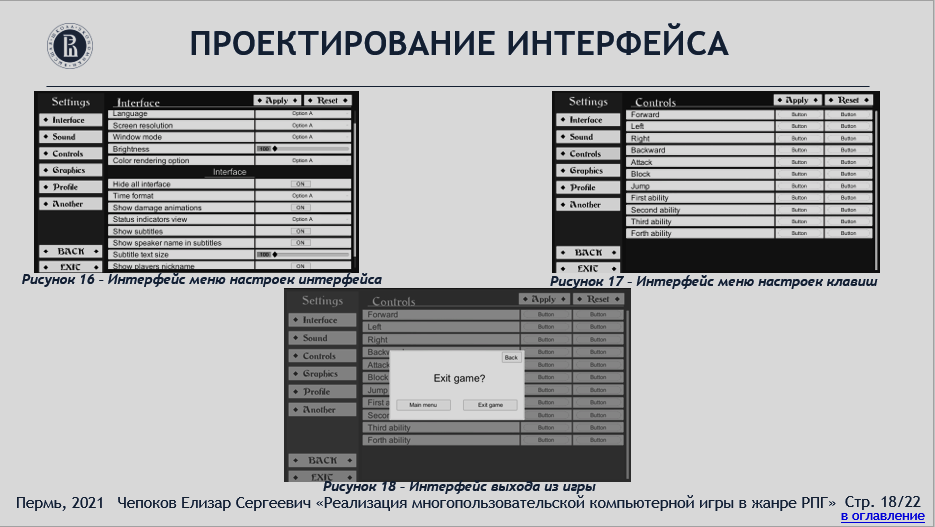 ПРОЕКТИРОВАНИЕ ИНТЕРФЕЙСА
Settings
Interface
Sound
Controls
Graphics
Profile
Another
BACK
EXIT
Interface Apply Reset
Language Option A
Screen resolution Option A
Window mode Option A
Brightness 100
Color rendering option Option A
Interface
Hide all interface ON
Time format Option A
Show damage animations ON
Status indicators view Option A
Show subtitles ON
Show speaker name in subtitles ON
Subtitle text size 100
Show players nickname ON
Рисунок 16 – Интерфейс меню настроек интерфейса
Settings
Interface
Sound
Controls
Graphics
Profile
Another
BACK
EXIT
Controls Apply Reset
Forward Button Button
Left Button Button
Right Button Button
Backward Button Button
Attack Button Button
Block Button Button
Jump Button Button
First ability Button Button
Second ability Button Button
Third ability Button Button
Forth ability Button Button
Рисунок 17 – Интерфейс меню настроек клавиш
Settings
Interface
Sound
Controls
Graphics
Profile
Another
BACK
EXIT
Controls Apply Reset
Forward Button Button
Left Button Button
Right Button Button
Backw Button Button
Attack Button Button
Block Button Button
Jump Button Button
First a Button Button
Secon Button Button
Third ability Button Button
Forth ability Button Button
Back
Exit game?
Main menu Exit game
Рисунок 18 – Интерфейс выхода из игры
Пермь, 2021 Чепоков Елизар Сергеевич «Реализация многопользовательской компьютерной игры в жанре РПГ» Стр. 18/22
в оглавление